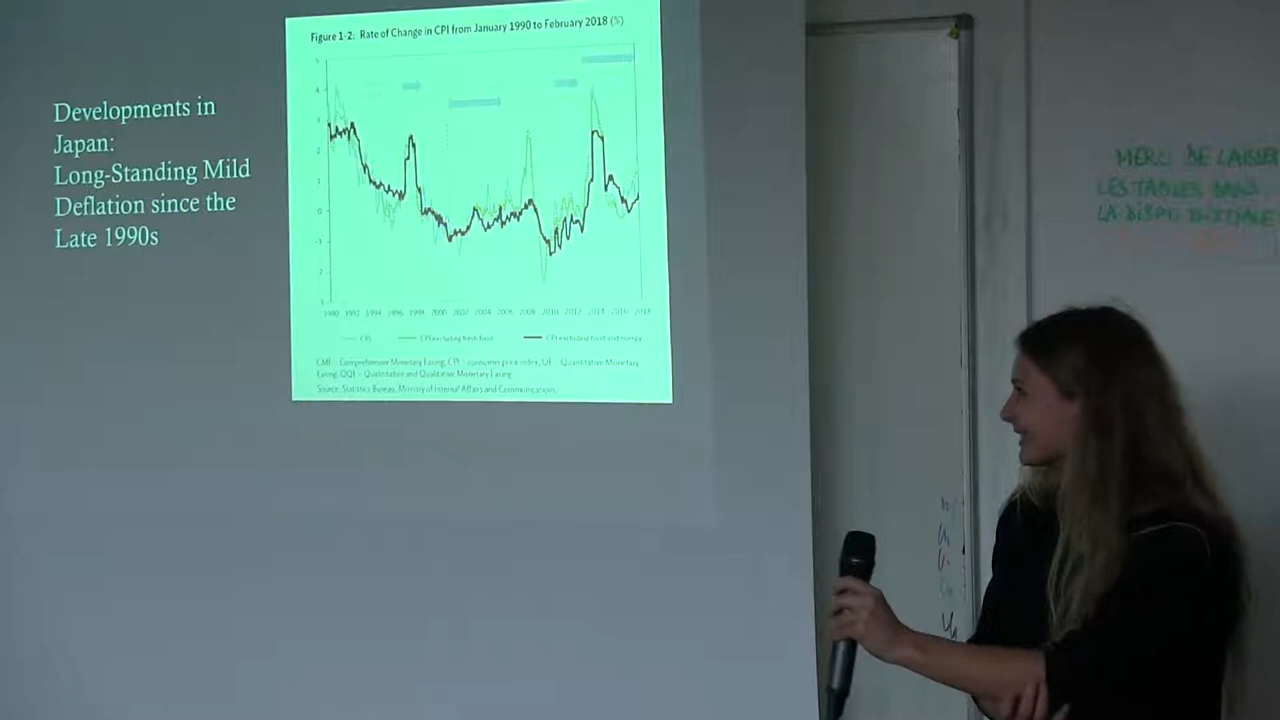 Developments in
Japan:
Long-Standing Mild
Deflation since the
Late 1990s
Figure 1-2: Rate of Change in CPI from January 1990 to February 2018 (%)
1990 1992 1994 1996 1998 2000 2002 2004 2006 2008 2010 2012 2014 2016 2018
CPI CPI excluding fresh food CPI excluding food and energy
CME = Comprehensive Monetary Easing, CPI = consumer price index, QE = Quantitative Monetary
Easing, QQE = Quantitative and Qualitative Monetary Easing
Source: Statistics Bureau, Ministry of Internal Affairs and Communications.
MERCI DE LAISSER
LES TABLES DANS
LA DISPO INITIALE